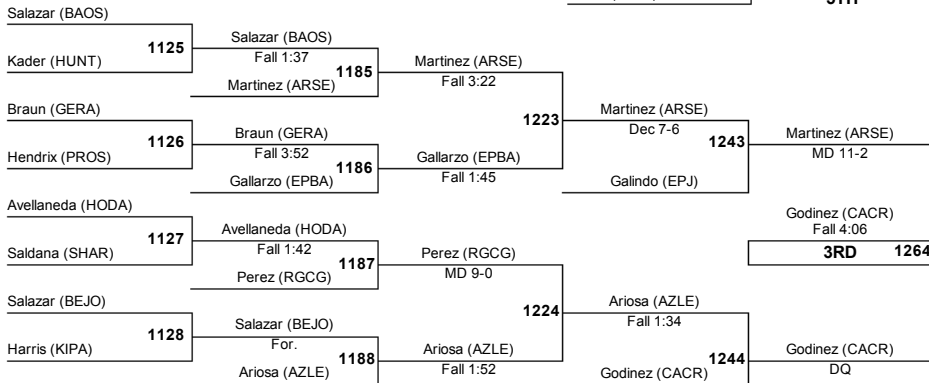 5TH
Salazar (BAOS)
1125
Kader (HUNT)
Salazar (BAOS)
Fall 1:37
1185
Martinez (ARSE)
Martinez (ARSE)
Fall 3:22
Braun (GERA)
1126
Hendrix (PROS)
Braun (GERA)
Fall 3:52
1186
Gallarzo (EPBA)
Gallarzo (EPBA)
Fall 1:45
1223
Martinez (ARSE)
Dec 7-6
1243
Galindo (EPJ)
Martinez (ARSE)
MD 11-2
Avellaneda (HODA)
1127
Saldana (SHAR)
Avellaneda (HODA)
Fall 1:42
1187
Perez (RGCG)
Perez (RGCG)
MD 9-0
Godinez (CACR)
Fall 4:06
3RD 1264
Salazar (BEJO)
1128
Harris (KIPA)
Salazar (BEJO)
For.
1188
Ariosa (AZLE)
Ariosa (AZLE)
Fall 1:52
1224
Ariosa (AZLE)
Fall 1:34
1244
Godinez (CACR)
Godinez (CACR)
DQ